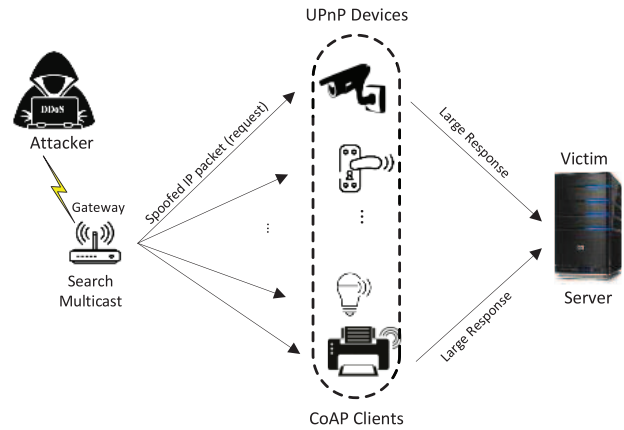 UPnP Devices
DDoS
Attacker
Spoofed IP packet (request)
Large Response
Victim
Gateway
...
...
Search
Multicast
Server
Large Response
CoAP Clients